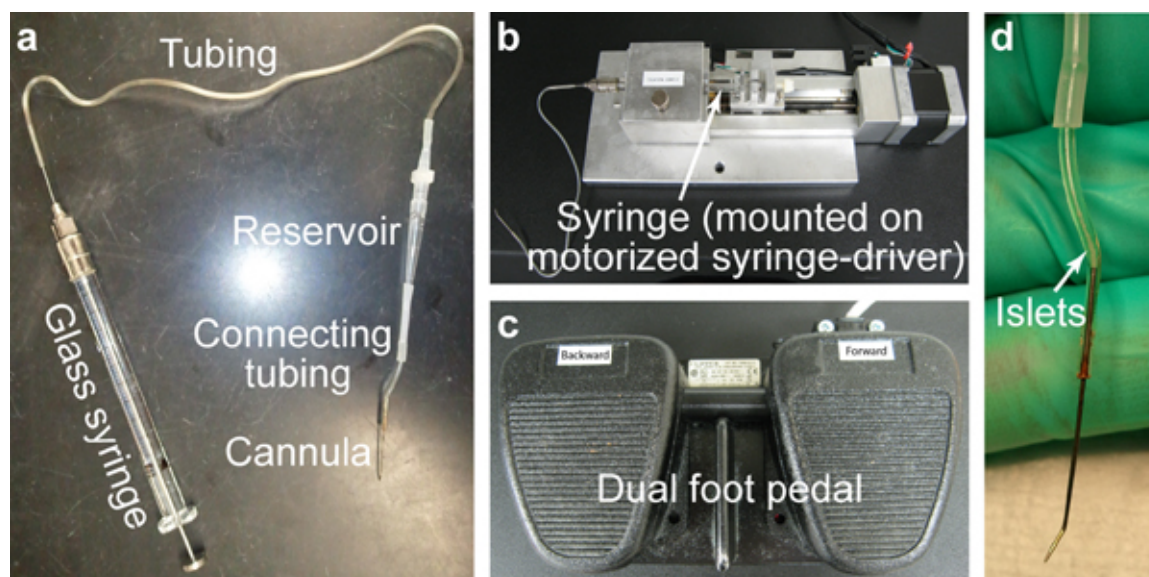 a
Tubing
Reservoir
Connecting
tubing
Glass syringe
Cannula
b
Syringe (mounted on
motorized syringe-driver)
c
Backward
Forward
Dual foot pedal
d
Islets